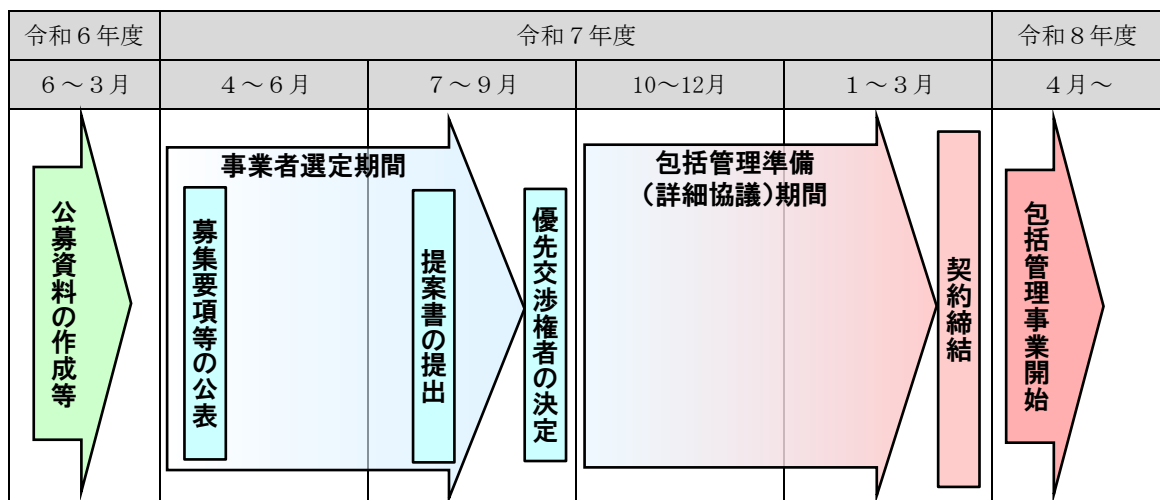 令和６年度
令和７年度
令和８年度
６～３月
４～６月
７～９月
10～12月
１～３月
４月～
公募資料の作成等
事業者選定期間
募集要項等の公表
提案書の提出
優先交渉権者の決定
包括管理準備
（詳細協議）期間
契約締結
包括管理事業開始